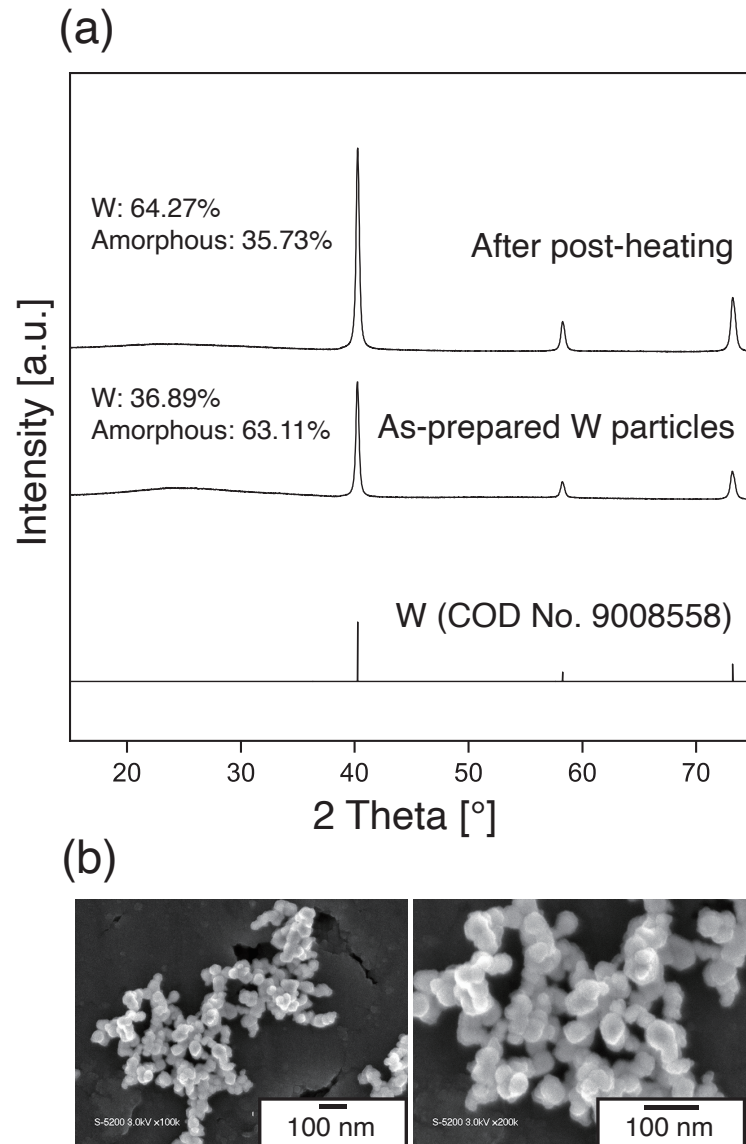 (a)
W: 64.27%
Amorphous: 35.73%
After post-heating
W: 36.89%
Amorphous: 63.11%
As-prepared W particles
W (COD No. 9008558)
Intensity [a.u.]
20 30 40 50 60 70
2 Theta [°]
(b)
S-5200 3.0kV x100k
100 nm
S-5200 3.0kV x200k
100 nm